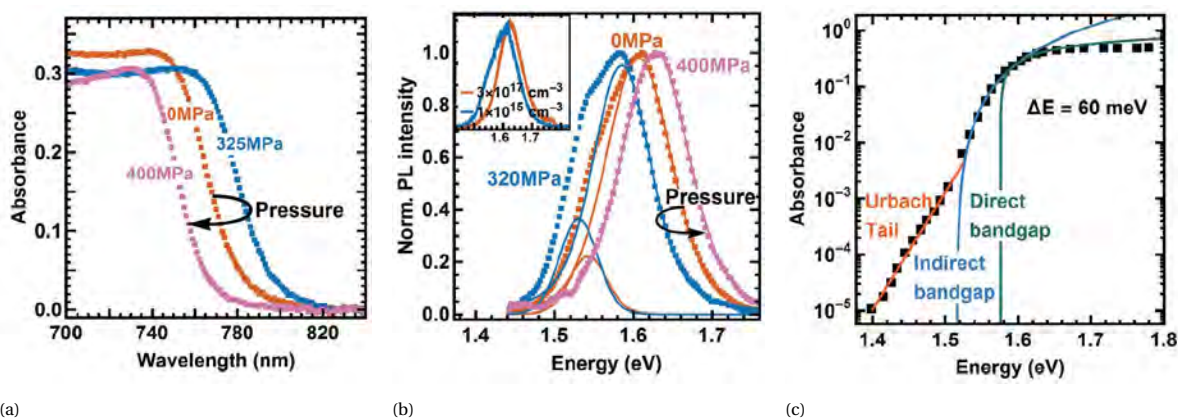 (a)
0.3
0.2
0.1
0.0
Absorbance
700
740
780
820
Wavelength (nm)
0MPa
325MPa
400MPa
Pressure
(b)
1.0
0.8
0.6
0.4
0.2
0.0
Norm. PL intensity
1.4
1.5
1.6
1.7
Energy (eV)
0MPa
400MPa
320MPa
Pressure
3×10¹⁷ cm⁻³
1×10¹⁵ cm⁻³
1.6 1.7
(c)
10⁰
10⁻¹
10⁻²
10⁻³
10⁻⁴
10⁻⁵
Absorbance
1.4 1.5 1.6 1.7 1.8
Energy (eV)
ΔE = 60 meV
Urbach
Tail
Direct
bandgap
Indirect
bandgap
(a)
(b)
(c)